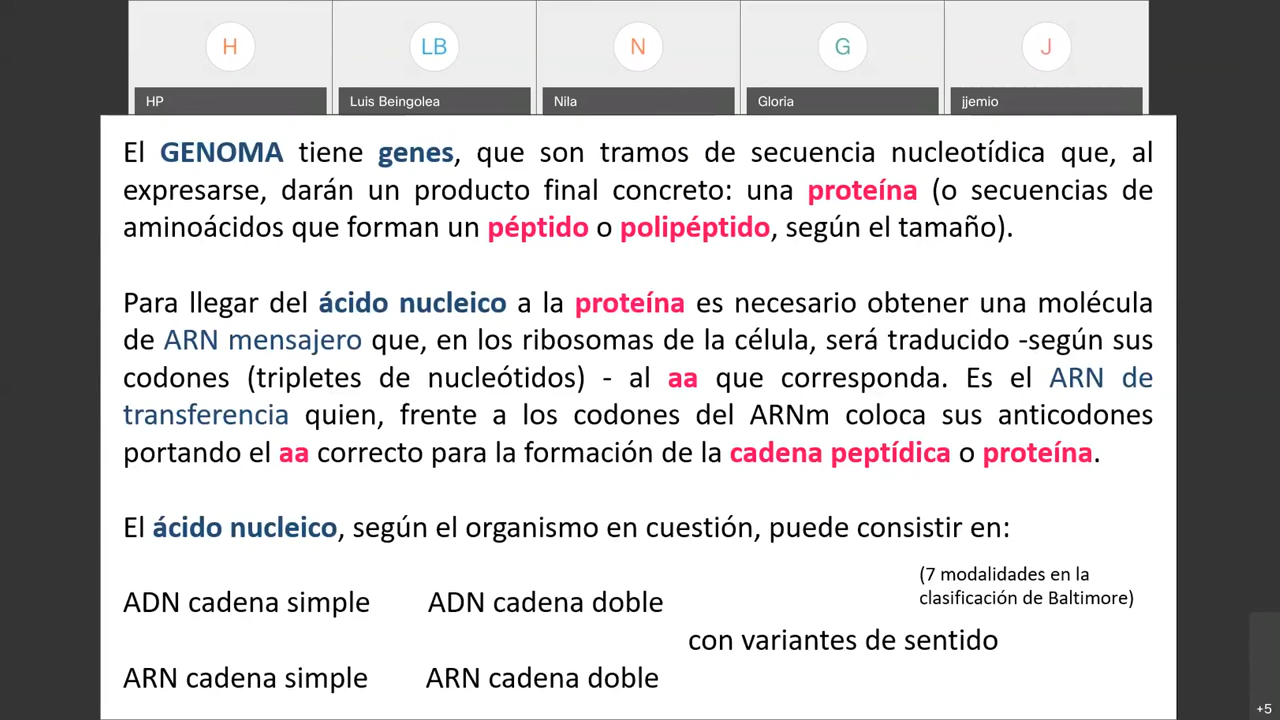 H
LB
N
G
J
HP
Luis Beingolea
Nila
Gloria
jjemio
El GENOMA tiene genes, que son tramos de secuencia nucleotídica que, al
expresarse, darán un producto final concreto: una proteína (o secuencias de
aminoácidos que forman un péptido o polipéptido, según el tamaño).
Para llegar del ácido nucleico a la proteína es necesario obtener una molécula
de ARN mensajero que, en los ribosomas de la célula, será traducido -según sus
codones (tripletes de nucleótidos) - al aa que corresponda. Es el ARN de
transferencia quien, frente a los codones del ARNm coloca sus anticodones
portando el aa correcto para la formación de la cadena peptídica o proteína.
El ácido nucleico, según el organismo en cuestión, puede consistir en:
(7 modalidades en la
clasificación de Baltimore)
ADN cadena simple ADN cadena doble
con variantes de sentido
ARN cadena simple ARN cadena doble
+5